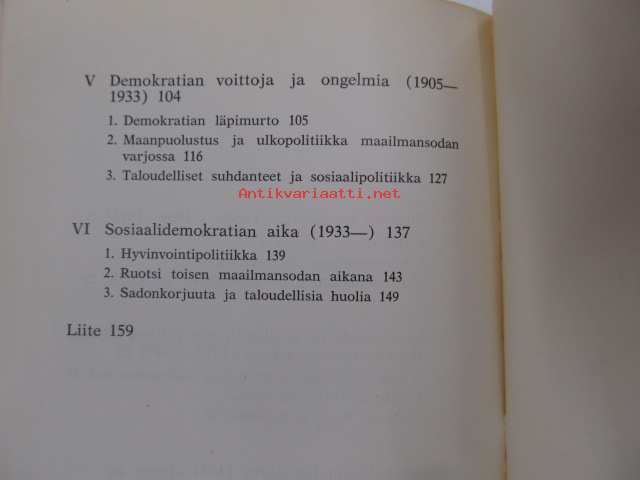 V Demokratian voittoja ja ongelmia (1905—
1933) 104
1. Demokratian läpimurto 105
2. Maanpuolustus ja ulkopolitiikka maailmansodan
varjossa 116
3. Taloudelliset suhdanteet ja sosiaalipolitiikka 127
Antikvariaatti.net
VI Sosiaalidemokratian aika (1933—) 137
1. Hyvinvointipolitiikka 139
2. Ruotsi toisen maailmansodan aikana 143
3. Sadonkorjuuta ja taloudellisia huolia 149
Liite 159